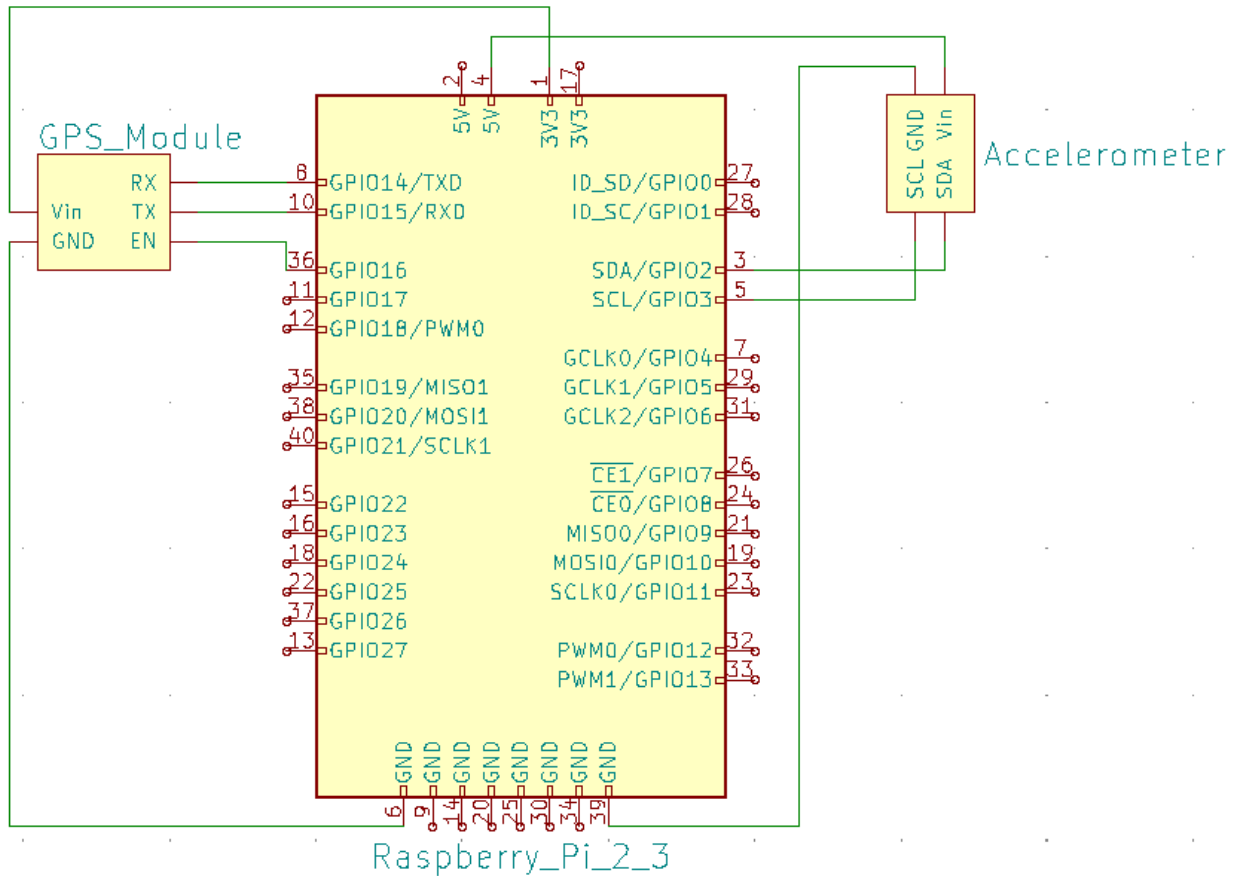 2 4 1 17
5V 5V 3V3 3V3
GPS_Module
RX
Vin TX
GND EN
SCL GND
SDA Vin
Accelerometer
8 GPIO14/TXD ID_SD/GPIO0 27
10 GPIO15/RXD ID_SC/GPIO1 28
36 GPIO16 SDA/GPIO2 3
11 GPIO17 SCL/GPIO3 5
12 GPIO18/PWM0
GCLK0/GPIO4 7
35 GPIO19/MISO1 GCLK1/GPIO5 29
38 GPIO20/MOSI1 GCLK2/GPIO6 31
40 GPIO21/SCLK1
CE1/GPIO7 26
15 GPIO22 CE0/GPIO8 24
16 GPIO23 MISO0/GPIO9 21
18 GPIO24 MOSI0/GPIO10 19
22 GPIO25 SCLK0/GPIO11 23
37 GPIO26
13 GPIO27 PWM0/GPIO12 32
PWM1/GPIO13 33
GND GND GND GND GND GND GND GND
6 9 14 20 25 30 34 39
Raspberry_Pi_2_3